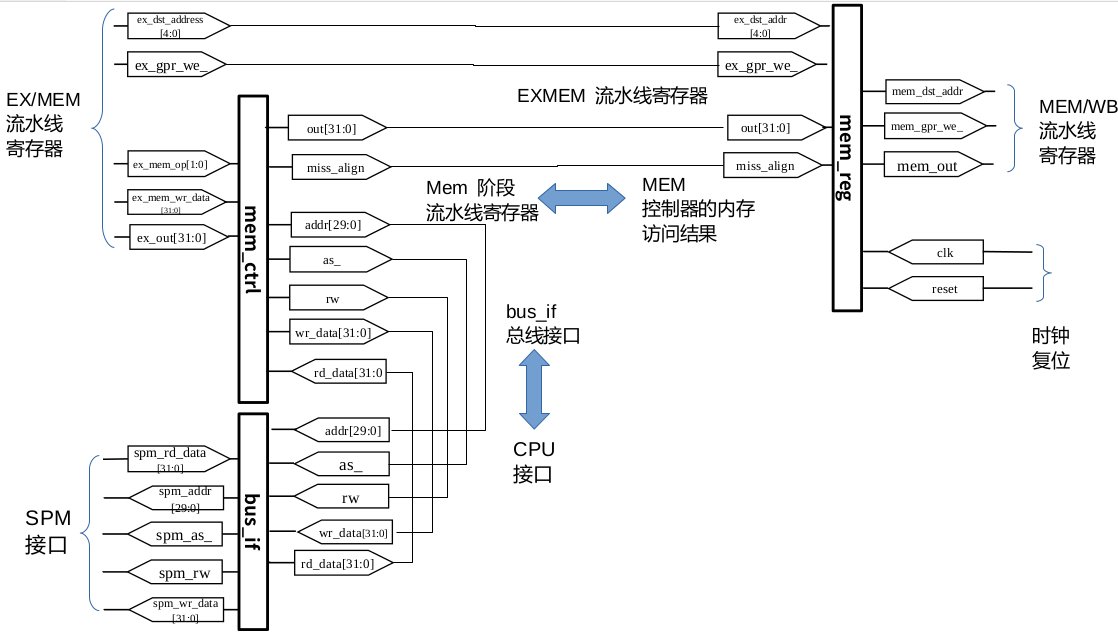 ex_dst_address
[4:0]
ex_gpr_we_
EX/MEM
流水线
寄存器
ex_mem_op[1:0]
ex_mem_wr_data
[31:0]
ex_out[31:0]
mem_ctrl
out[31:0]
miss_align
addr[29:0]
as_
rw
wr_data[31:0]
rd_data[31:0
ex_dst_addr
[4:0]
ex_gpr_we_
EXMEM 流水线寄存器
out[31:0]
miss_align
Mem 阶段
流水线寄存器
MEM
控制器的内存
访问结果
mem_reg
mem_dst_addr
mem_gpr_we_
mem_out
MEM/WB
流水线
寄存器
clk
reset
时钟
复位
bus_if
总线接口
CPU
接口
SPM
接口
spm_rd_data
[31:0]
spm_addr
[29:0]
spm_as_
spm_rw
spm_wr_data
[31:0]
bus_if
addr[29:0]
as_
rw
wr_data[31:0]
rd_data[31:0]